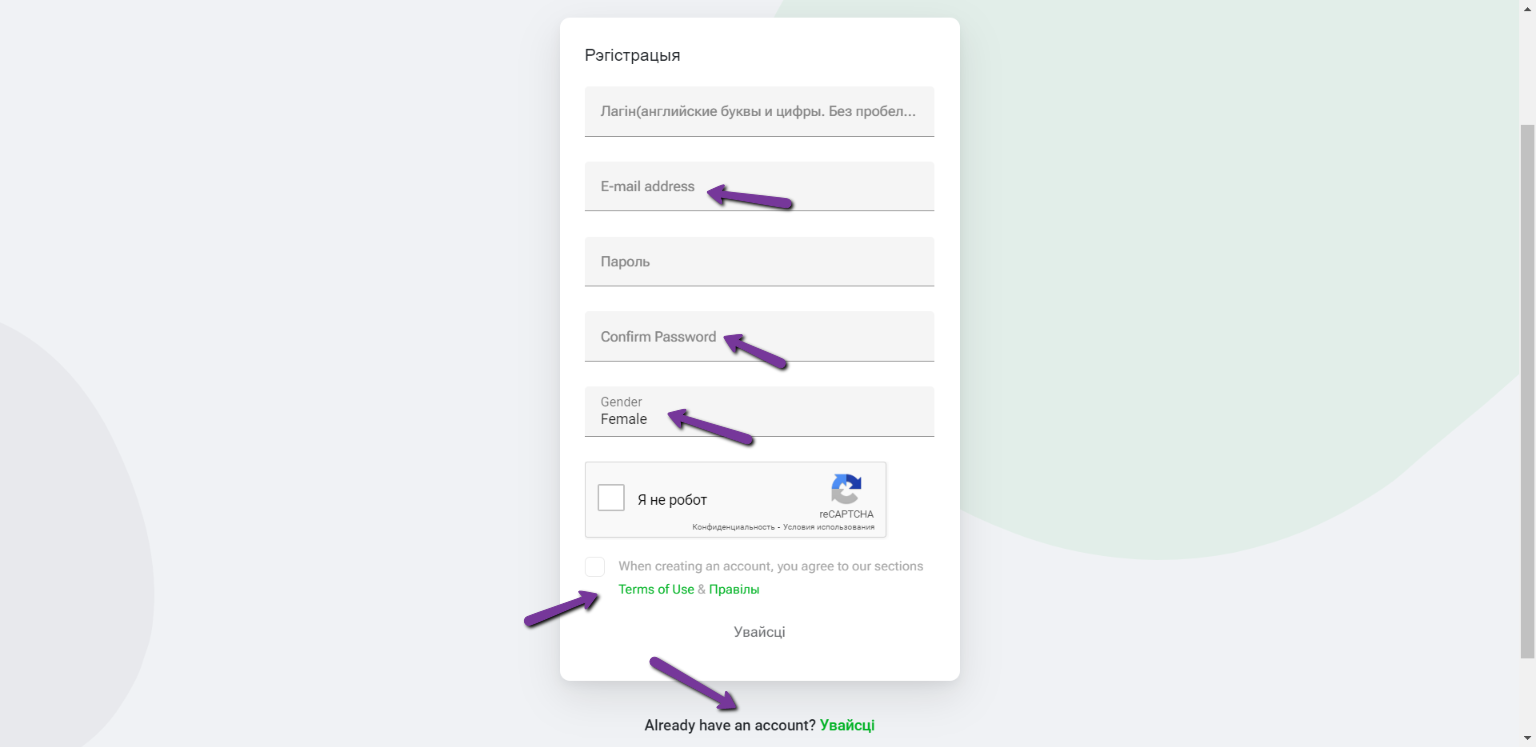 Рэгістрацыя
Лагін(английские буквы и цифры. Без пробел...
E-mail address
Пароль
Confirm Password
Gender
Female
Я не робот
reCAPTCHA
Конфиденциальность - Условия использования
When creating an account, you agree to our sections
Terms of Use & Правілы
Увайсці
Already have an account? Увайсці